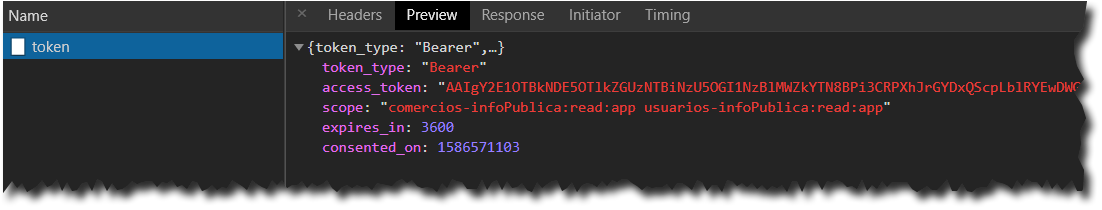 Name
× Headers Preview Response Initiator Timing
token
{token_type: "Bearer",…}
token_type: "Bearer"
access_token: "AAIgY2E1OTBkNDE5OTlkZGUzNTBiNzU5OGI1NzBlMWZkYTN8BPi3CRPXhJrGYDxQScpLblRYEwDWG
scope: "comercios-infoPublica:read:app usuarios-infoPublica:read:app"
expires_in: 3600
consented_on: 1586571103